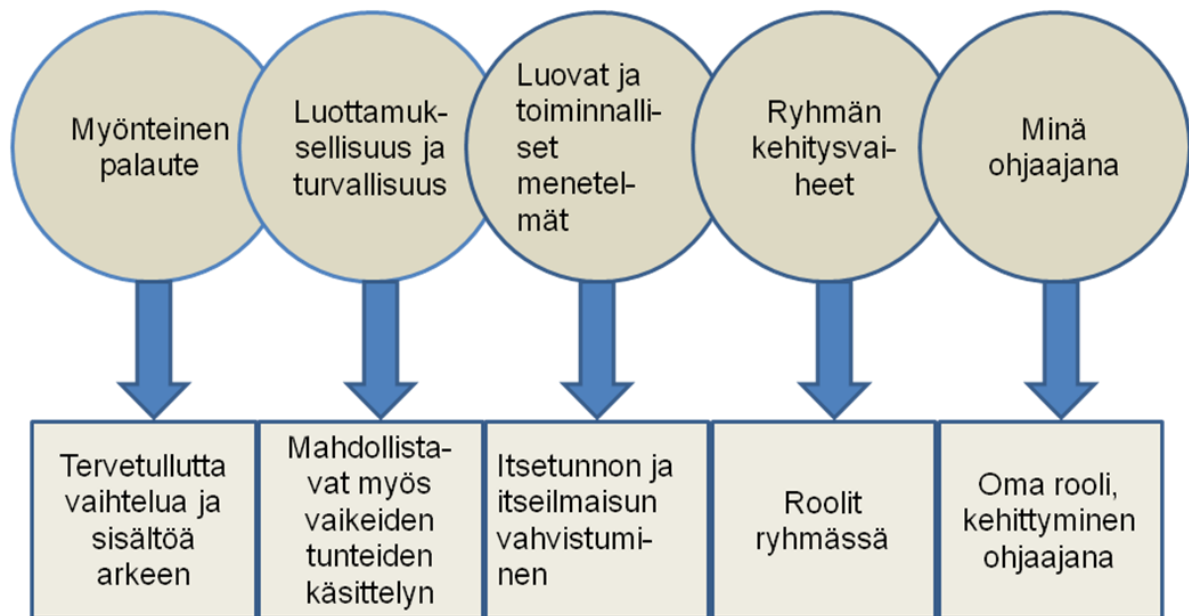 Myönteinen
palaute
Luottamuk-
sellisuus ja
turvallisuus
Luovat ja
toiminnalli-
set
menetel-
mät
Ryhmän
kehitysvai-
heet
Minä
ohjaajana
Tervetullutta
vaihtelua ja
sisältöä
arkeen
Mahdollista-
vat myös
vaikeiden
tunteiden
käsittelyn
Itsetunnon ja
itseilmaisun
vahvistumi-
nen
Roolit
ryhmässä
Oma rooli,
kehittyminen
ohjaajana